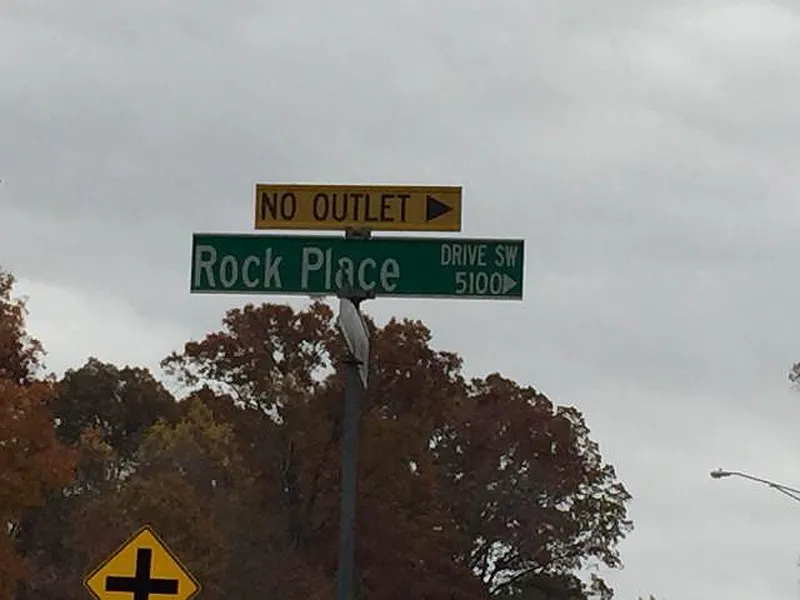 NO OUTLET
Rock Place DRIVE SW
5100